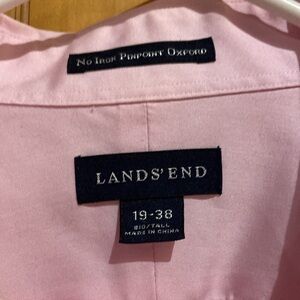 NO IRON PINPOINT OXFORD
LANDS' END
19-38
BIG/TALL
MADE IN CHINA